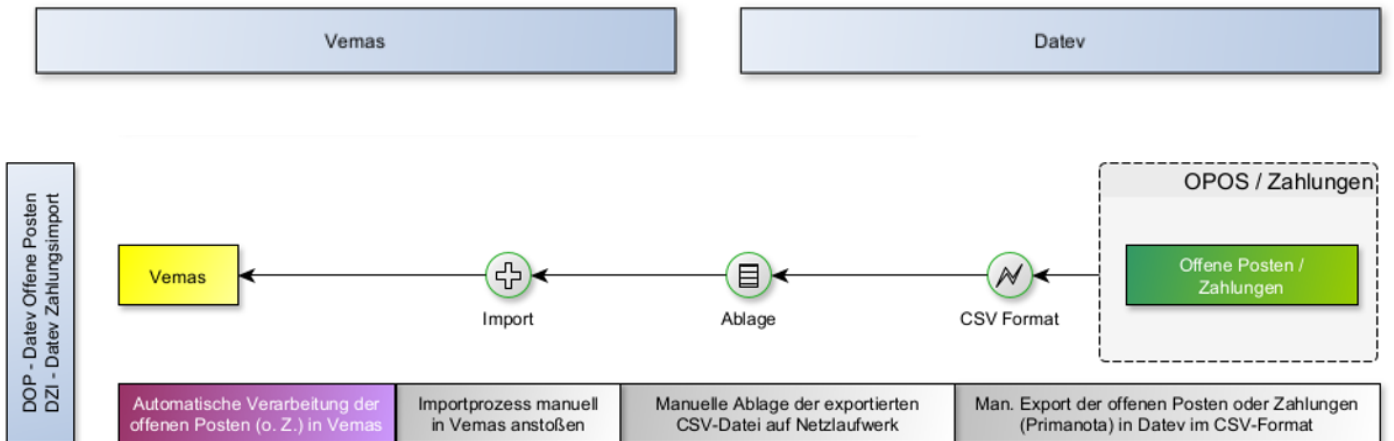 Vemas
Datev
DOP - Datev Offene Posten
DZI - Datev Zahlungsimport
OPOS / Zahlungen
Vemas
Offene Posten /
Zahlungen
Import
Ablage
CSV Format
Automatische Verarbeitung der
offenen Posten (o. Z.) in Vemas
Importprozess manuell
in Vemas anstoßen
Manuelle Ablage der exportierten
CSV-Datei auf Netzlaufwerk
Man. Export der offenen Posten oder Zahlungen
(Primanota) in Datev im CSV-Format